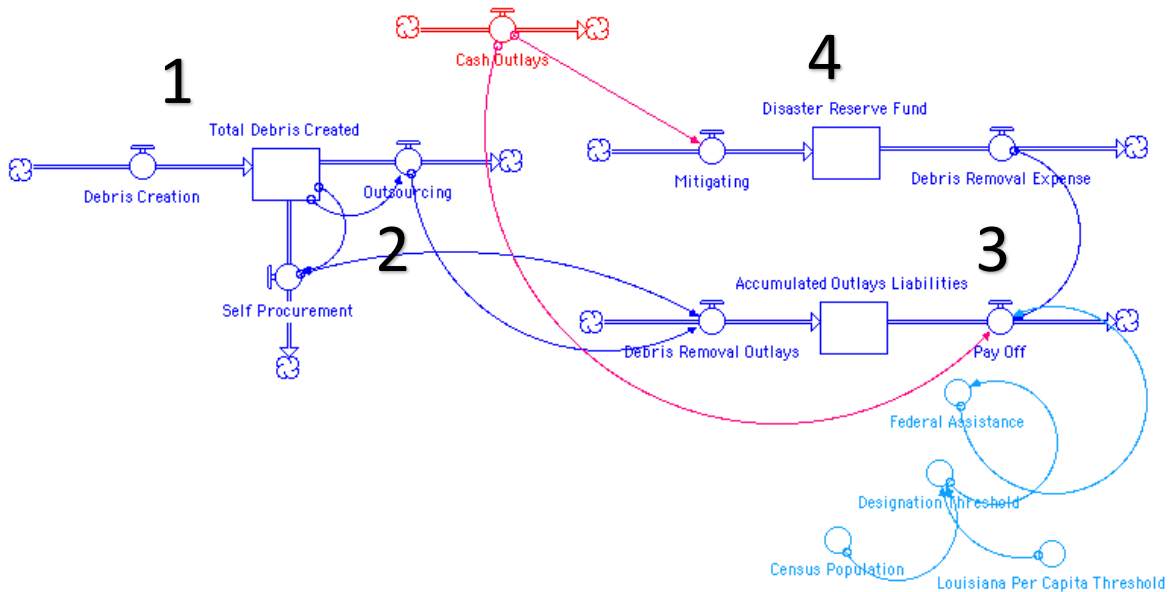 Cash Outlays
1
4
Total Debris Created
Disaster Reserve Fund
Debris Creation
Outsourcing
Mitigating
Debris Removal Expense
2
3
Self Procurement
Accumulated Outlays Liabilities
Debris Removal Outlays
Pay Off
Federal Assistance
Designation Threshold
Census Population
Louisiana Per Capita Threshold